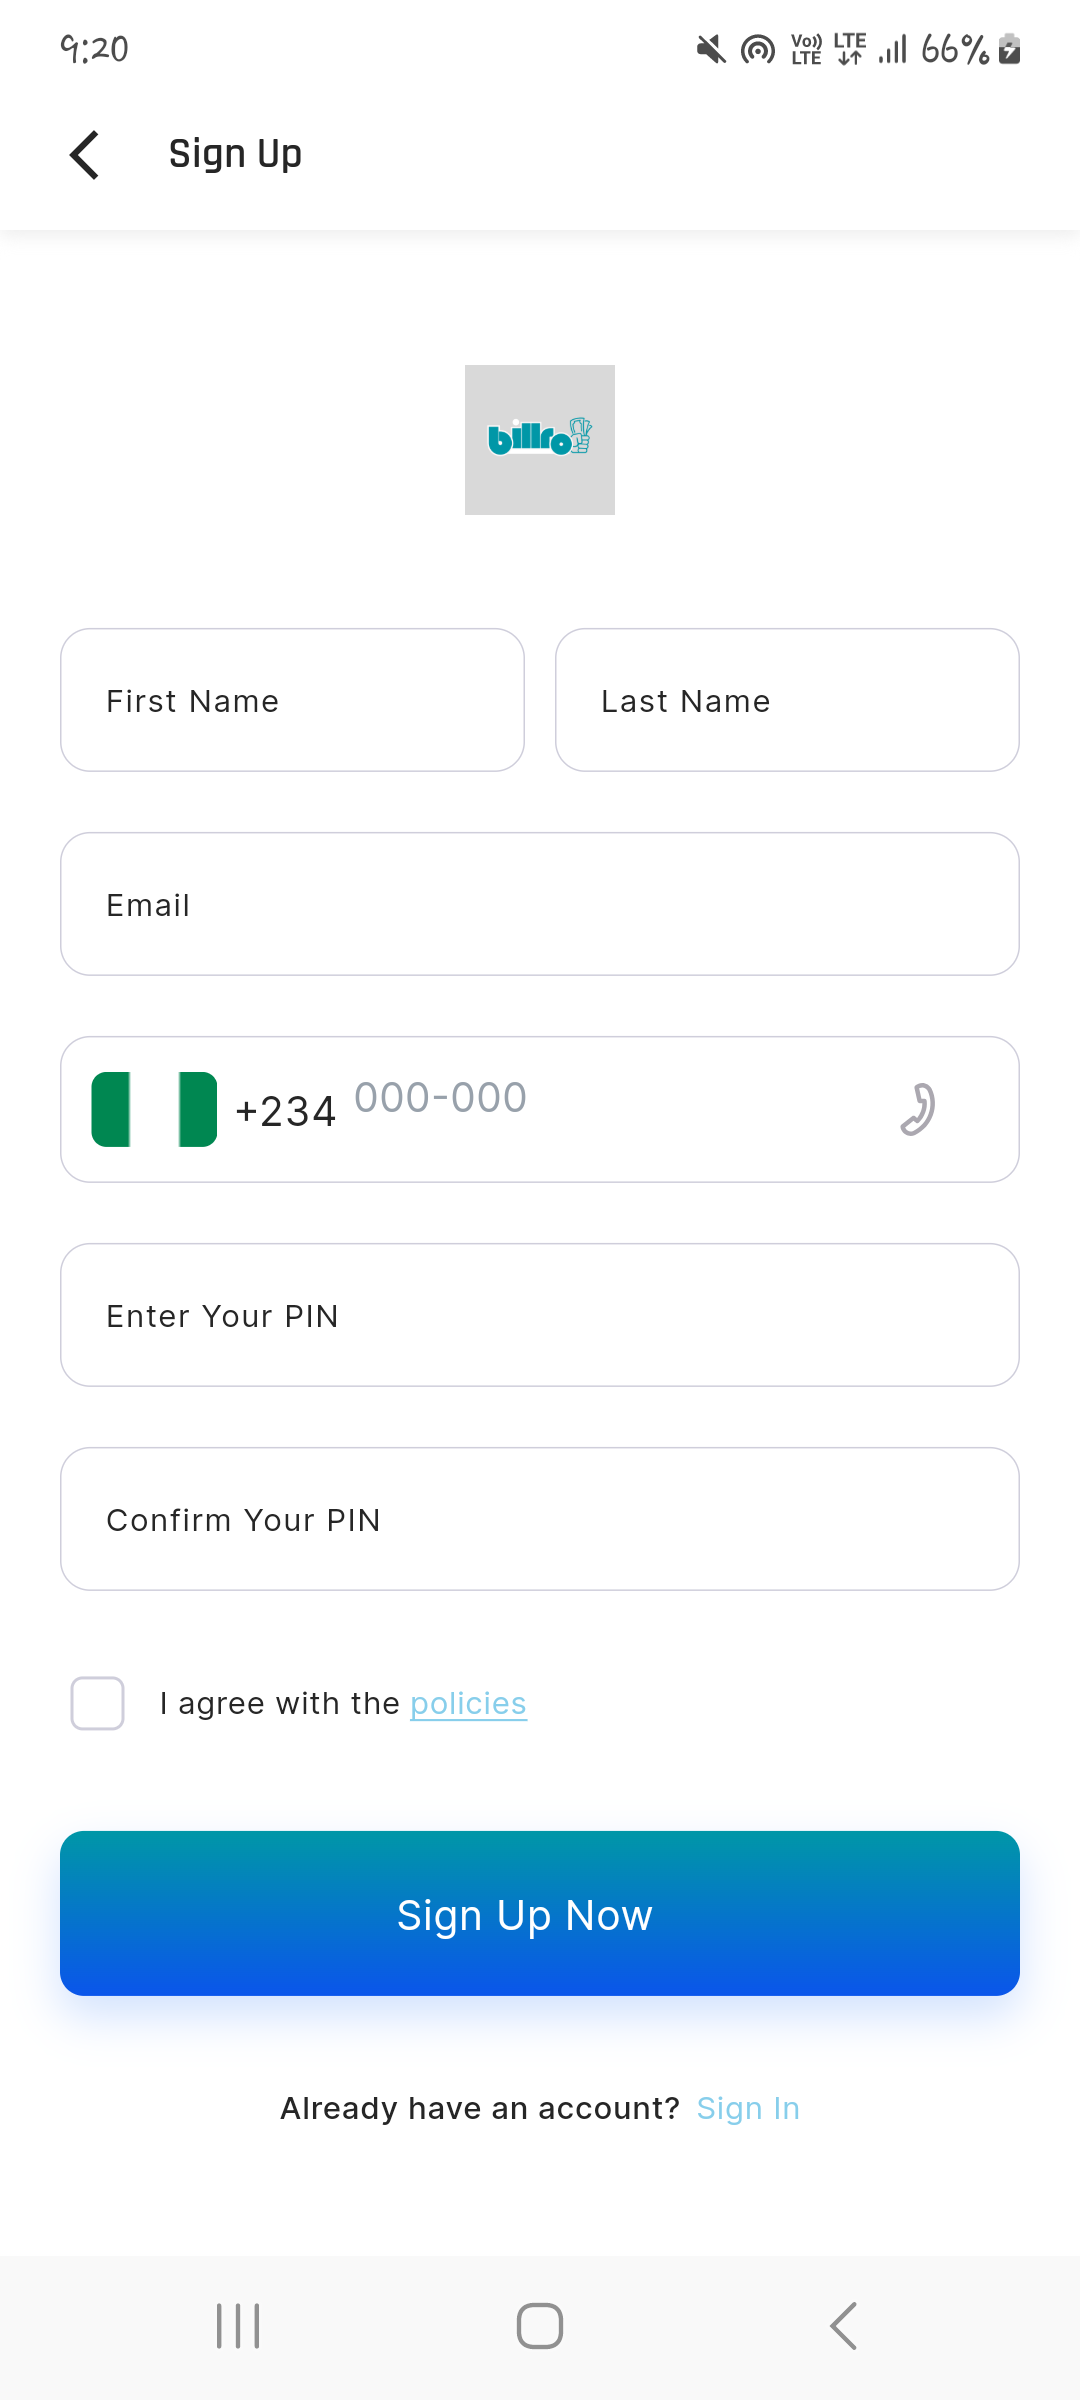 9:20 Vo)) LTE LTE 66%
Sign Up
billro
First Name Last Name
Email
+234 000-000
Enter Your PIN
Confirm Your PIN
I agree with the policies
Sign Up Now
Already have an account? Sign In